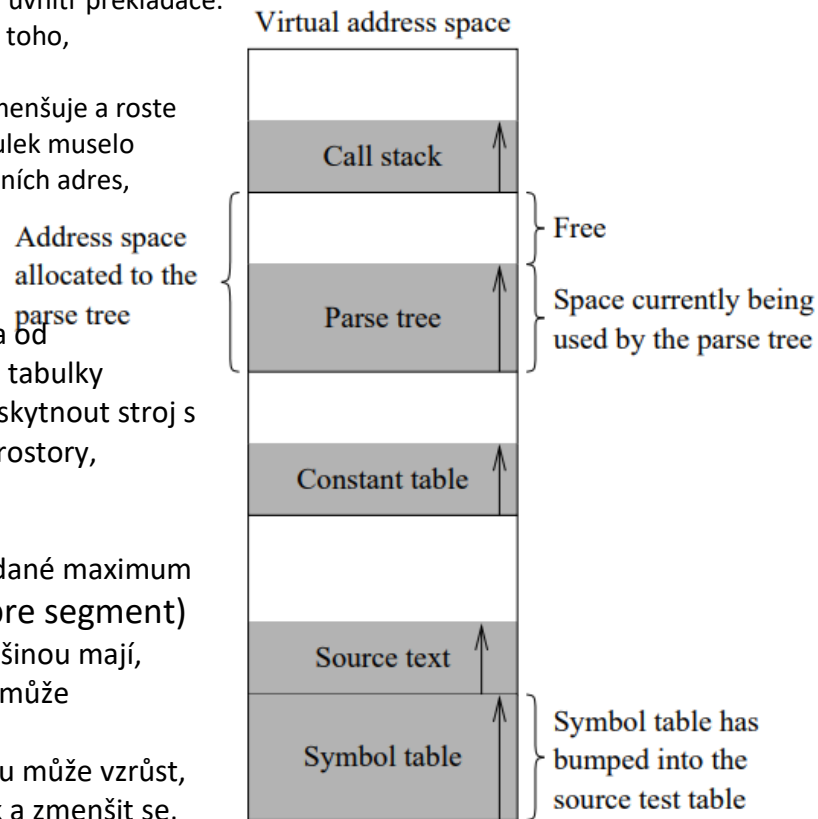 uvnitř překladače.
toho,
menšuje a roste
ulek muselo
ních adres,
a od
tabulky
skytnout stroj s
rostory,
dané maximum
ore segment)
šinou mají,
může
u může vzrůst,
a zmenšit se.
Virtual address space
Call stack
Address space
allocated to the
parse tree
Free
Parse tree
Space currently being
used by the parse tree
Constant table
Source text
Symbol table
Symbol table has
bumped into the
source test table